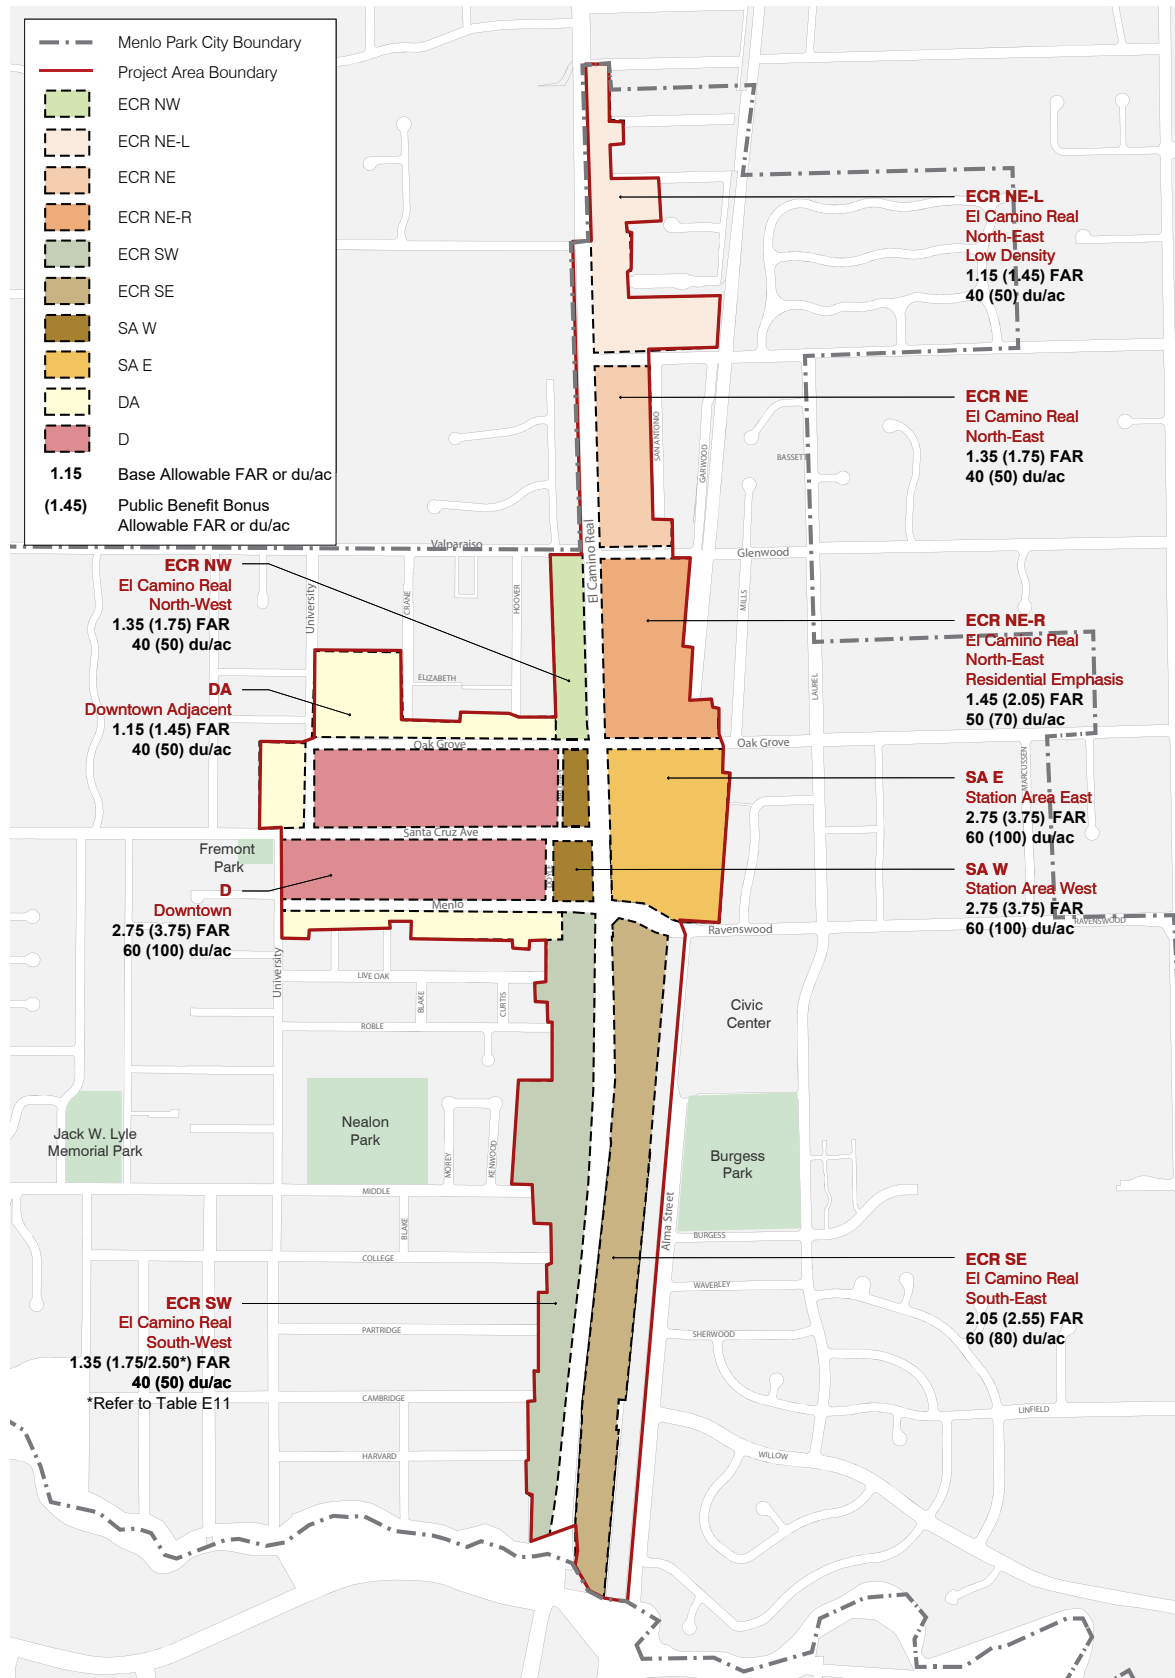 Menlo Park City Boundary
Project Area Boundary
ECR NW
ECR NE-L
ECR NE
ECR NE-R
ECR SW
ECR SE
SA W
SA E
DA
D
1.15 Base Allowable FAR or du/ac
(1.45) Public Benefit Bonus
Allowable FAR or du/ac
ECR NE-L
El Camino Real
North-East
Low Density
1.15 (1.45) FAR
40 (50) du/ac
ECR NE
El Camino Real
North-East
1.35 (1.75) FAR
40 (50) du/ac
SAN ANTONIO
GARWOOD
BASSETT
El Camino Real
Valparaiso
Glenwood
ECR NW
El Camino Real
North-West
1.35 (1.75) FAR
40 (50) du/ac
University
CRANE
HOOVER
ELIZABETH
MILLS
LAUREL
ECR NE-R
El Camino Real
North-East
Residential Emphasis
1.45 (2.05) FAR
50 (70) du/ac
DA
Downtown Adjacent
1.15 (1.45) FAR
40 (50) du/ac
Oak Grove
Oak Grove
MARCUSSEN
SA E
Station Area East
2.75 (3.75) FAR
60 (100) du/ac
Santa Cruz Ave
Fremont
Park
SA W
Station Area West
2.75 (3.75) FAR
60 (100) du/ac
D
Downtown
2.75 (3.75) FAR
60 (100) du/ac
Menlo
Ravenswood
RAVENSWOOD
University
LIVE OAK
BLAKE
CURTIS
ROBLE
Civic
Center
Nealon
Park
Jack W. Lyle
Memorial Park
MOREY
KENWOOD
Burgess
Park
MIDDLE
BLAKE
Alma Street
BURGESS
COLLEGE
WAVERLEY
ECR SE
El Camino Real
South-East
2.05 (2.55) FAR
60 (80) du/ac
ECR SW
El Camino Real
South-West
1.35 (1.75/2.50*) FAR
40 (50) du/ac
*Refer to Table E11
PARTRIDGE
SHERWOOD
CAMBRIDGE
LINFIELD
HARVARD
WILLOW